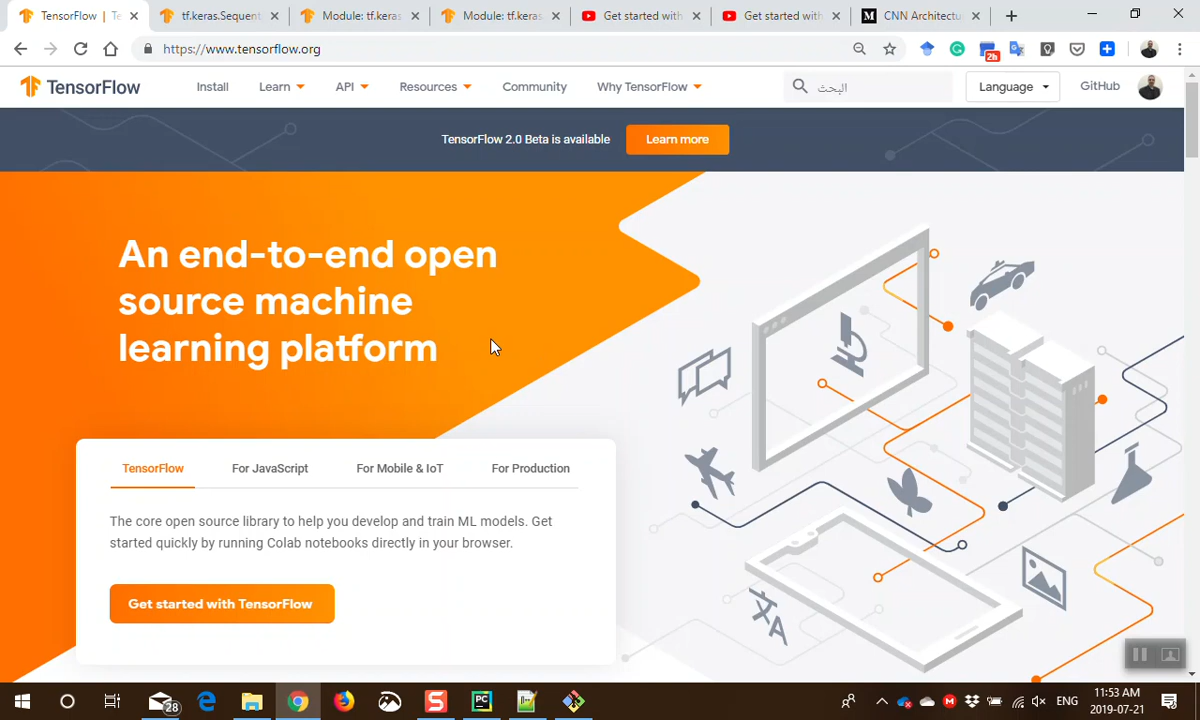 TensorFlow | Te
tf.keras.Sequent
Module: tf.keras
Module: tf.keras
Get started with
Get started with
CNN Architectu
https://www.tensorflow.org
2h
TensorFlow
Install
Learn
API
Resources
Community
Why TensorFlow
البحث
Language
GitHub
TensorFlow 2.0 Beta is available
Learn more
An end-to-end open
source machine
learning platform
TensorFlow
For JavaScript
For Mobile & IoT
For Production
The core open source library to help you develop and train ML models. Get
started quickly by running Colab notebooks directly in your browser.
Get started with TensorFlow
文A
28
ENG
11:53 AM
2019-07-21